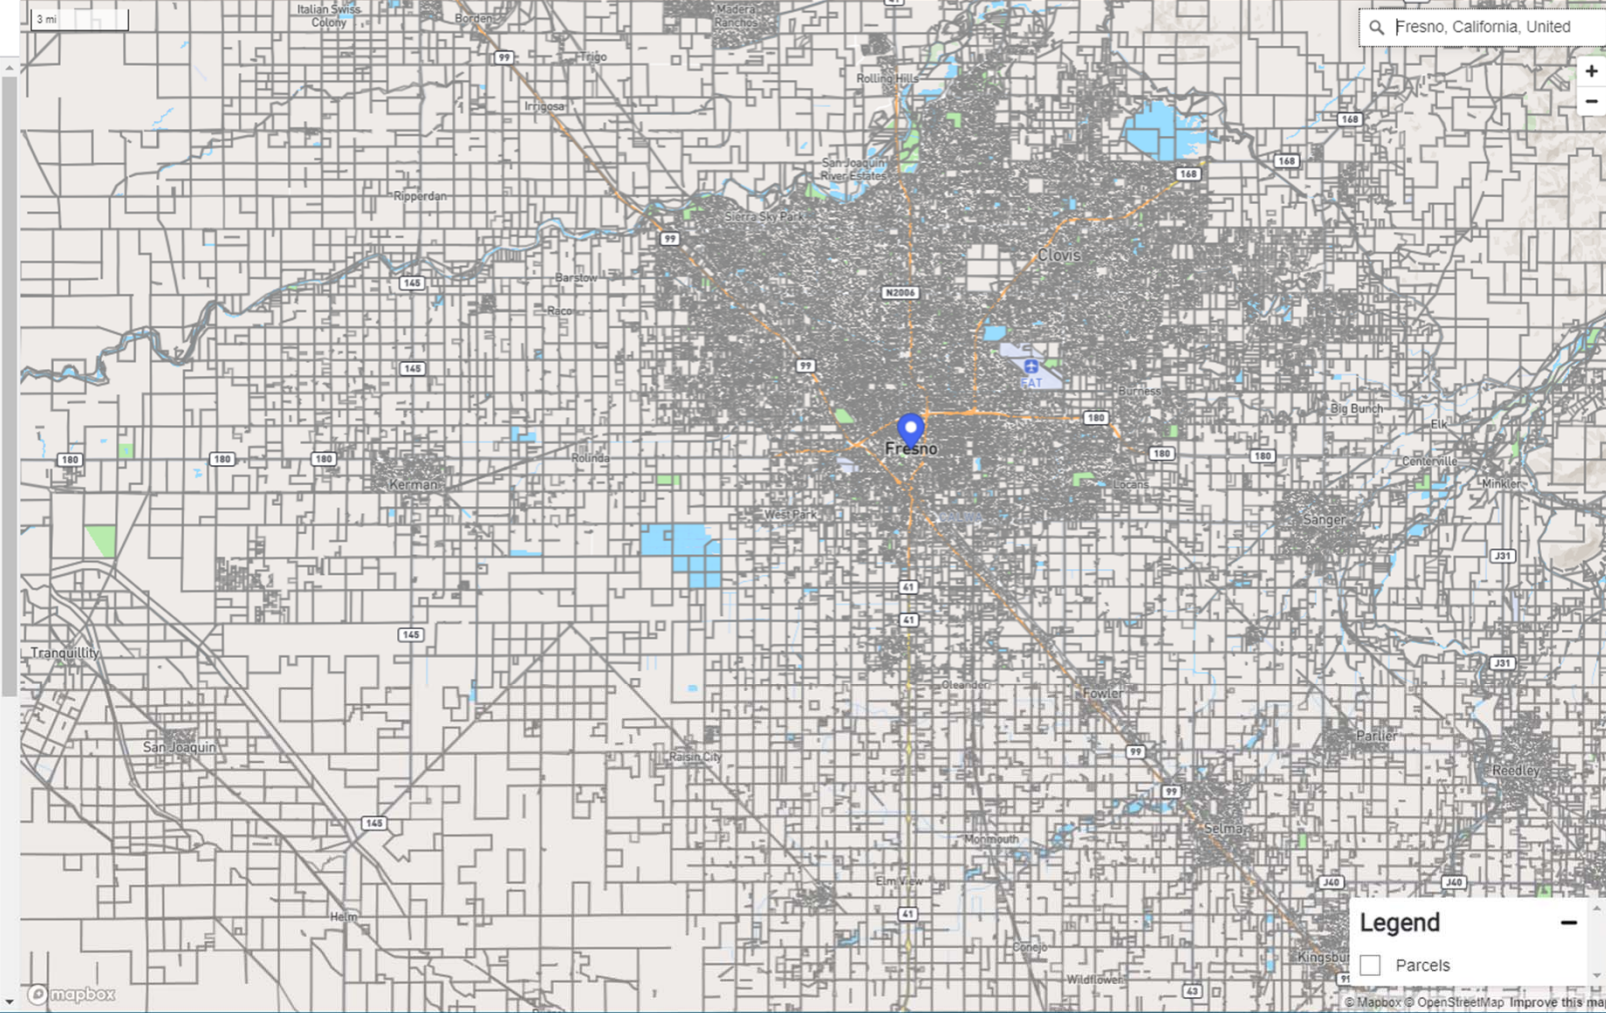 3 mi
Italian Swiss
Colony
Borden
Madera
Ranchos
41
Fresno, California, United
99
Trigo
Rolling Hills
Irrigosa
168
168
San Joaquin
River Estates
168
Ripperdan
Sierra Sky Park
99
Clovis
Barstow
145
N2006
Raco
99
145
FAT
Burness
Big Bunch
180
Elk
Fresno
180
180
180
Rolinda
180
180
Centerville
Kerman
Locans
Minkler
West Park
Sanger
J31
41
41
145
Tranquillity
J31
Oleander
Fowler
San Joaquin
Parlier
99
Raisin City
Reedley
99
145
Selma
Monmouth
Elm View
J40
J40
Helm
41
Legend
Conejo
Kingsbur
Parcels
Wildflower
99
43
mapbox
© Mapbox © OpenStreetMap Improve this map